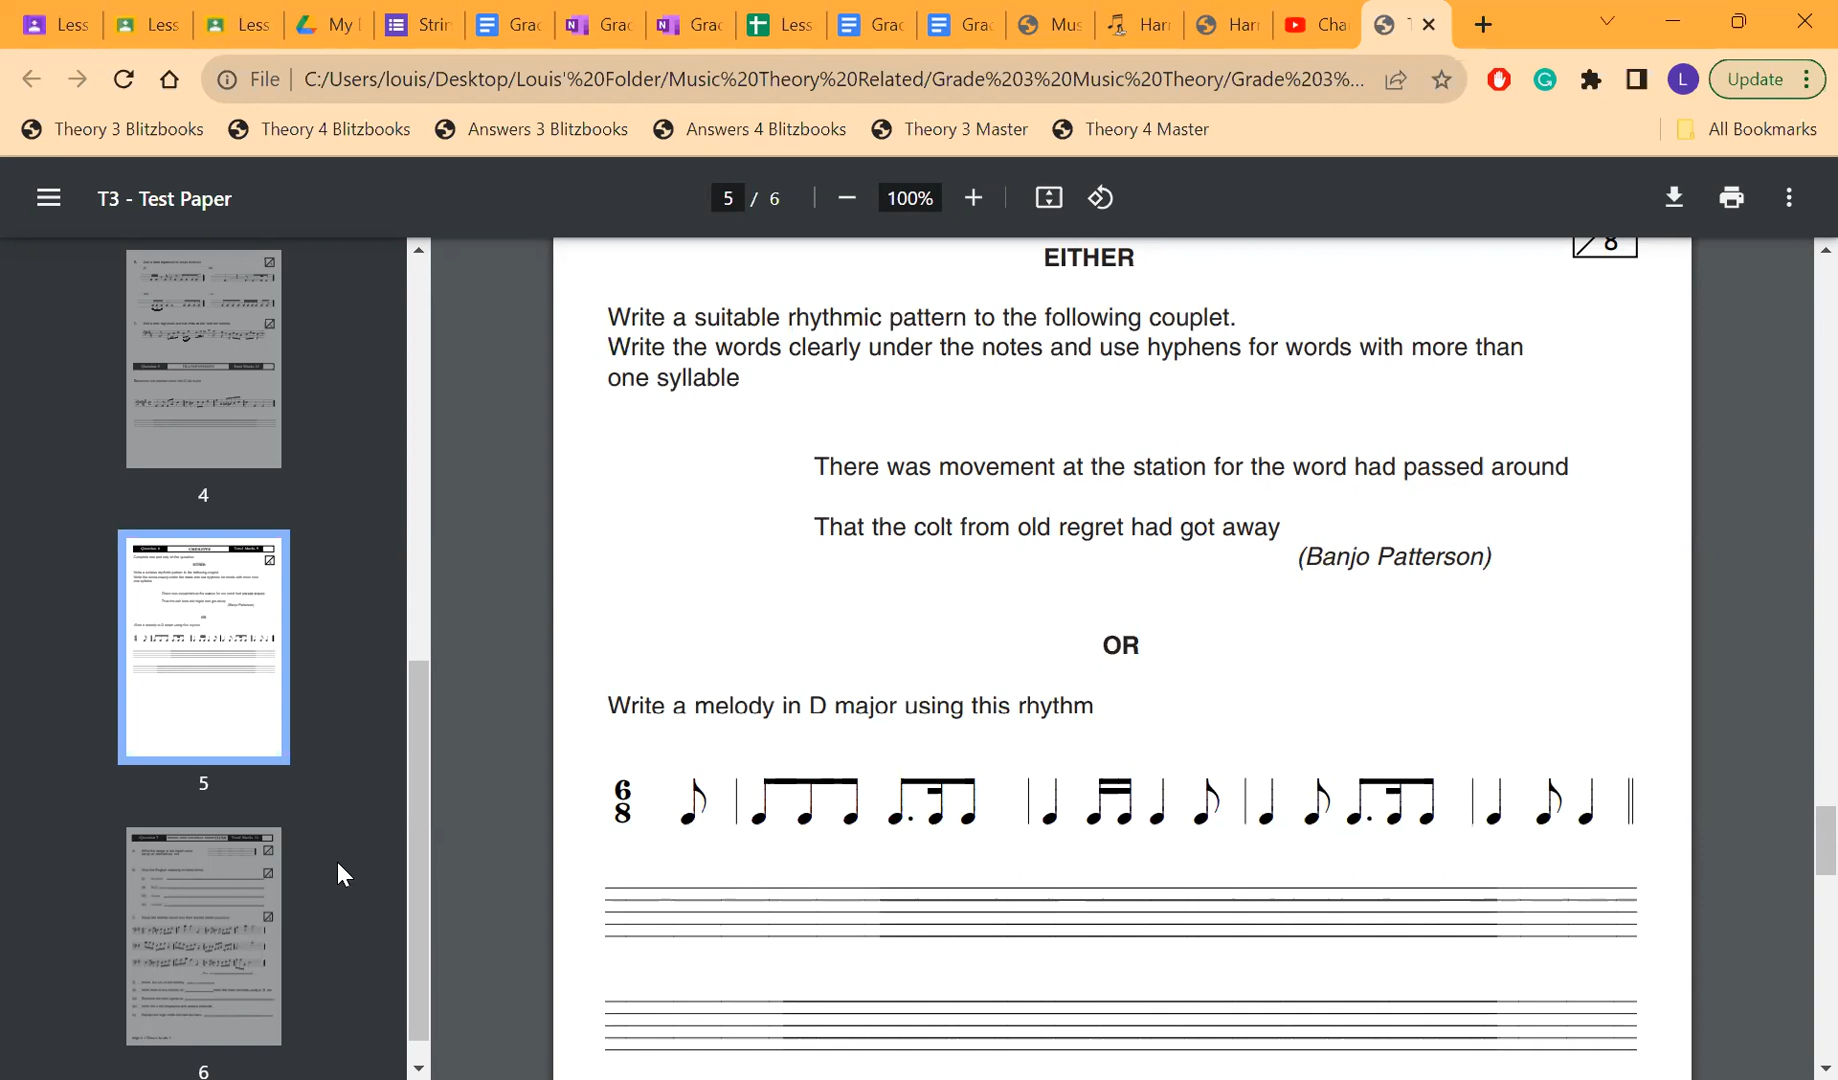 Less
Less
Less
My
Strin
Grac
Grac
Grac
Less
Grac
Grac
Mus
Harr
Harr
Cha
File
C:/Users/louis/Desktop/Louis'%20Folder/Music%20Theory%20Related/Grade%203%20Music%20Theory/Grade%203%...
L
Update
Theory 3 Blitzbooks
Theory 4 Blitzbooks
Answers 3 Blitzbooks
Answers 4 Blitzbooks
Theory 3 Master
Theory 4 Master
All Bookmarks
T3 - Test Paper
5 / 6
100%
4
5
6
8
EITHER
Write a suitable rhythmic pattern to the following couplet.
Write the words clearly under the notes and use hyphens for words with more than
one syllable
There was movement at the station for the word had passed around
That the colt from old regret had got away
(Banjo Patterson)
OR
Write a melody in D major using this rhythm
6
8